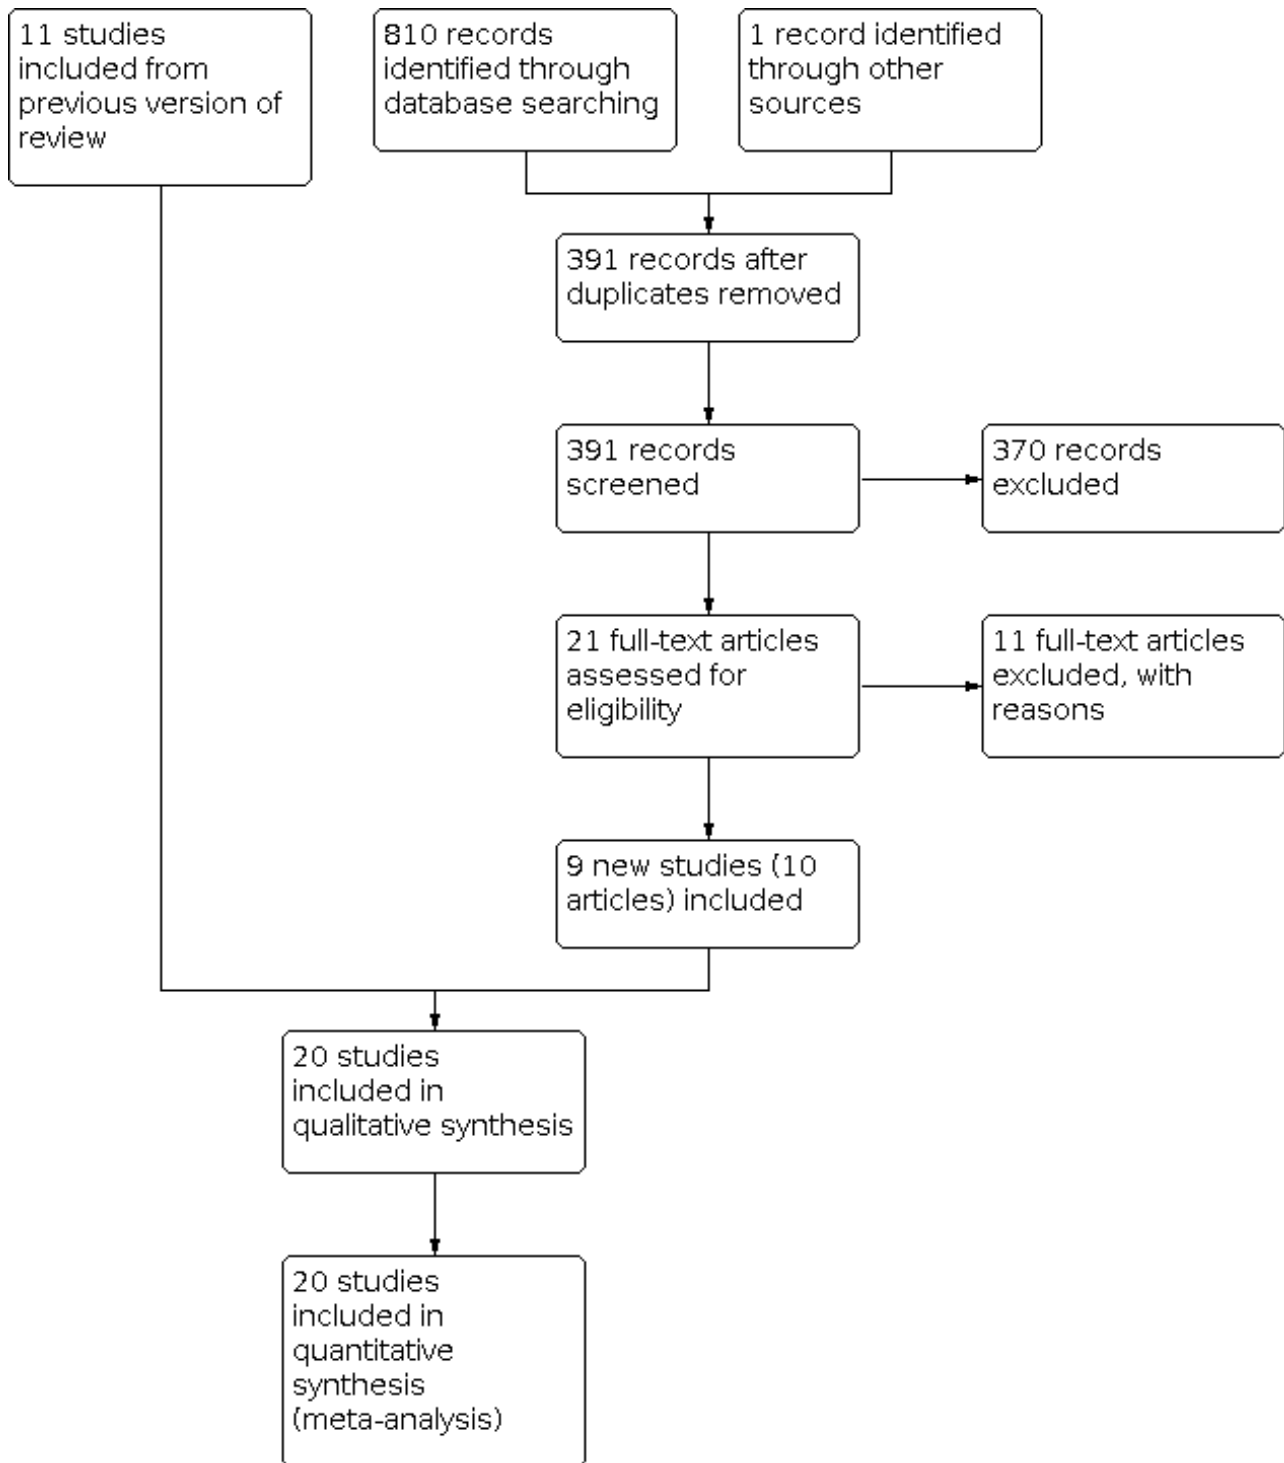 11 studies
included from
previous version of
review
810 records
identified through
database searching
1 record identified
through other
sources
391 records after
duplicates removed
391 records
screened
370 records
excluded
21 full-text articles
assessed for
eligibility
11 full-text articles
excluded, with
reasons
9 new studies (10
articles) included
20 studies
included in
qualitative synthesis
20 studies
included in
quantitative
synthesis
(meta-analysis)